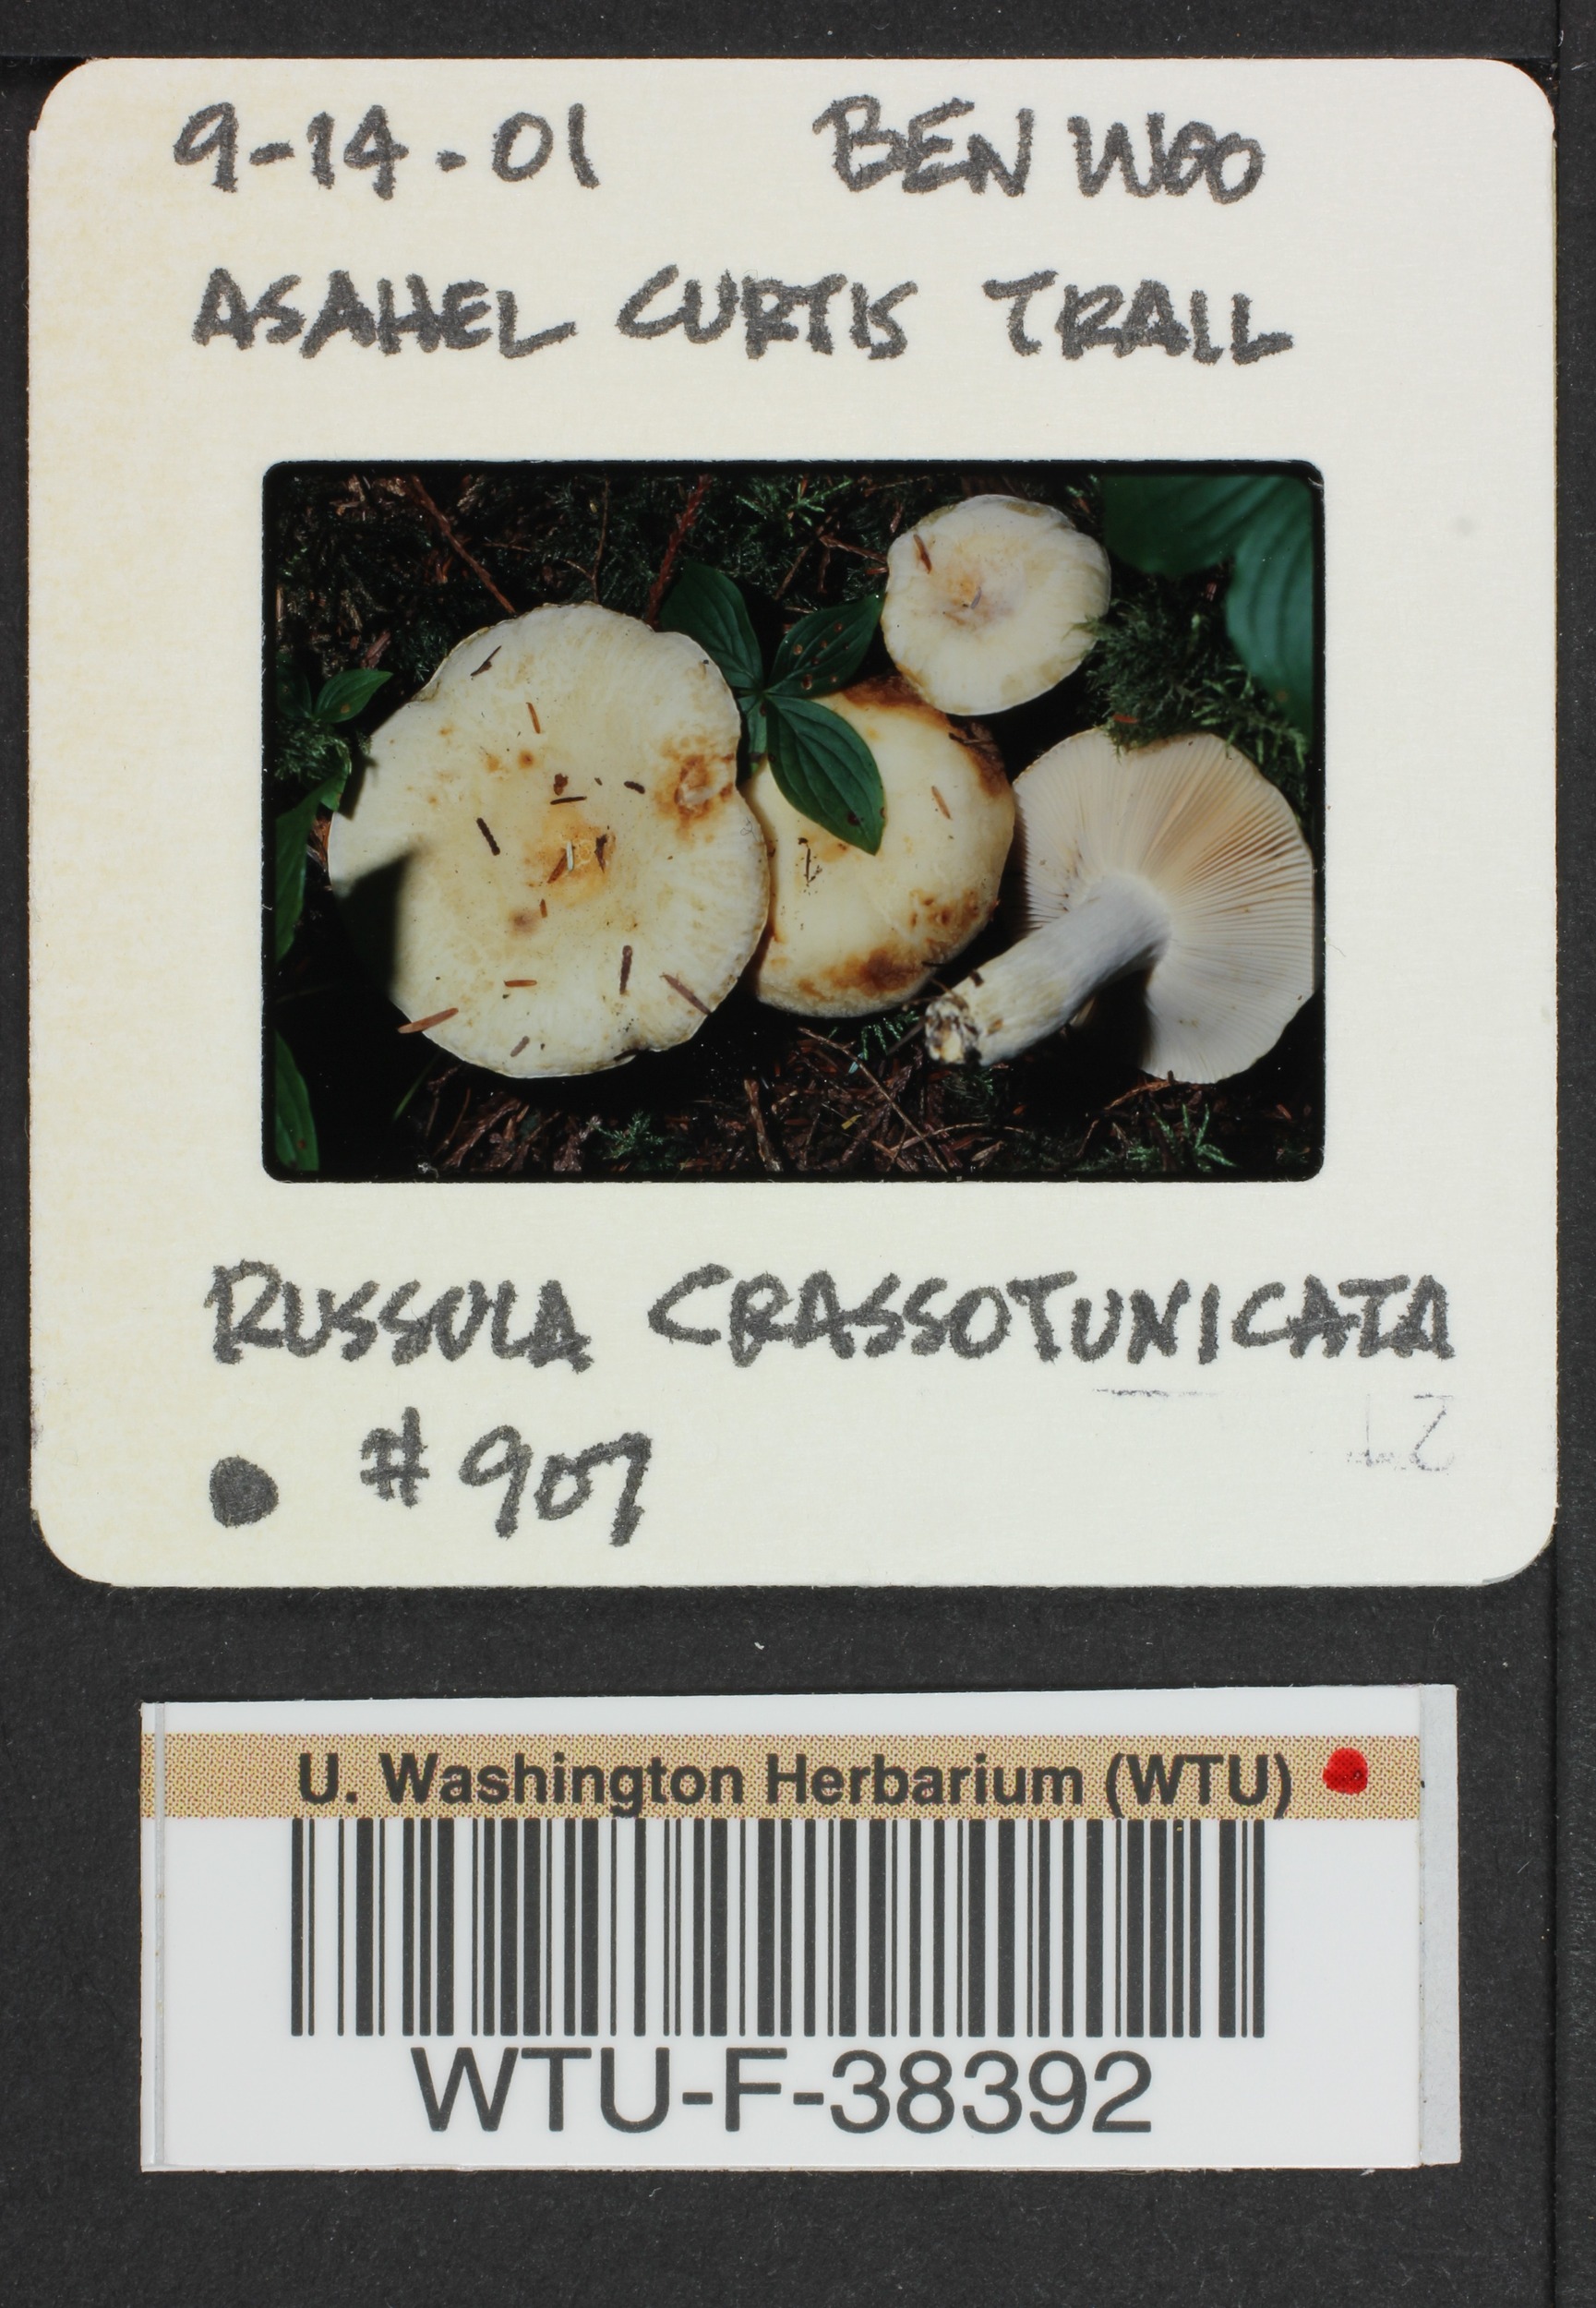 9-14-01 BEN WOO
ASAHEL CURTIS TRAIL
RUSSULA CRASSOTUNICATA
# 907
U. Washington Herbarium (WTU)
WTU-F-38392